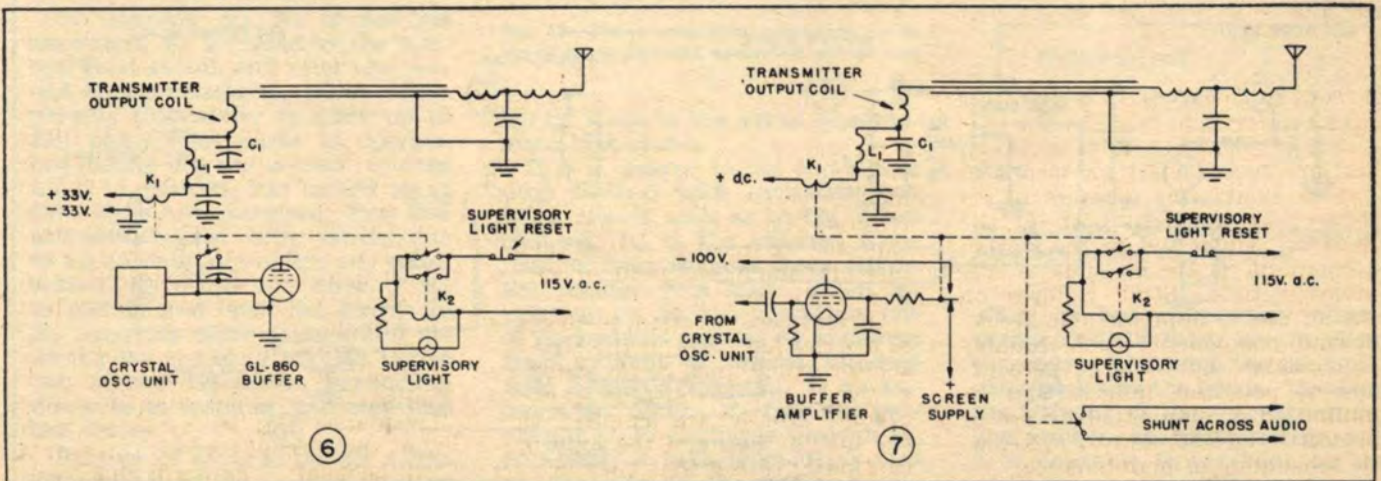 TRANSMITTER
OUTPUT COIL
C1
L1
K1
+ 33V.
- 33V.
SUPERVISORY
LIGHT RESET
115V. a.c.
K2
CRYSTAL
OSC. UNIT
GL-860
BUFFER
SUPERVISORY
LIGHT
6
TRANSMITTER
OUTPUT COIL
C1
L1
K1
+ d.c.
SUPERVISORY
LIGHT RESET
- 100V.
115V. a.c.
K2
FROM
CRYSTAL
OSC. UNIT
SUPERVISORY
LIGHT
BUFFER
AMPLIFIER
+
SCREEN
SUPPLY
SHUNT ACROSS AUDIO
7